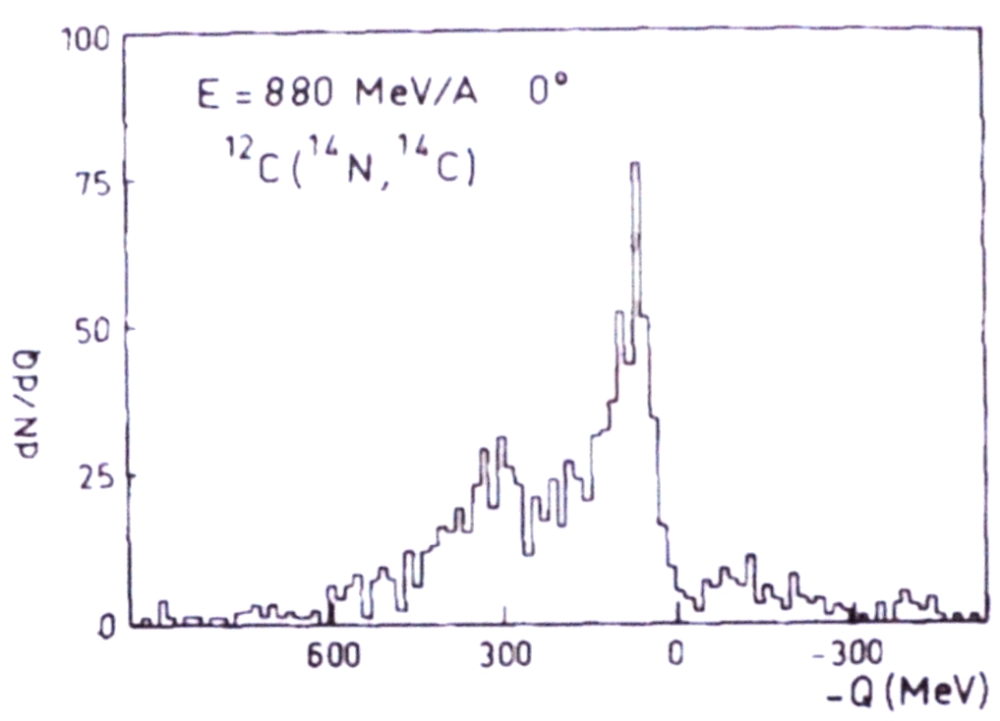 100
E = 880 MeV/A 0°
¹²C(¹⁴N, ¹⁴C)
75
50
25
0
dN/dQ
600 300 0 -300
-Q (MeV)